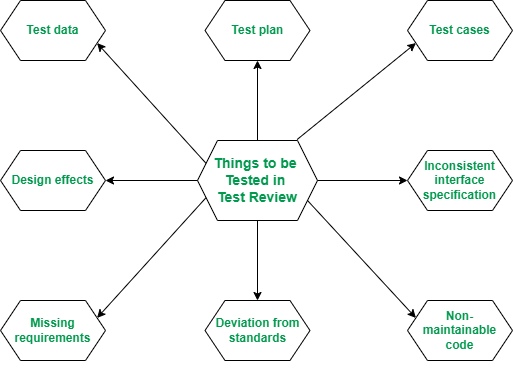 Test data
Test plan
Test cases
Things to be
Tested in
Test Review
Design effects
Inconsistent
interface
specification
Missing
requirements
Deviation from
standards
Non-
maintainable
code